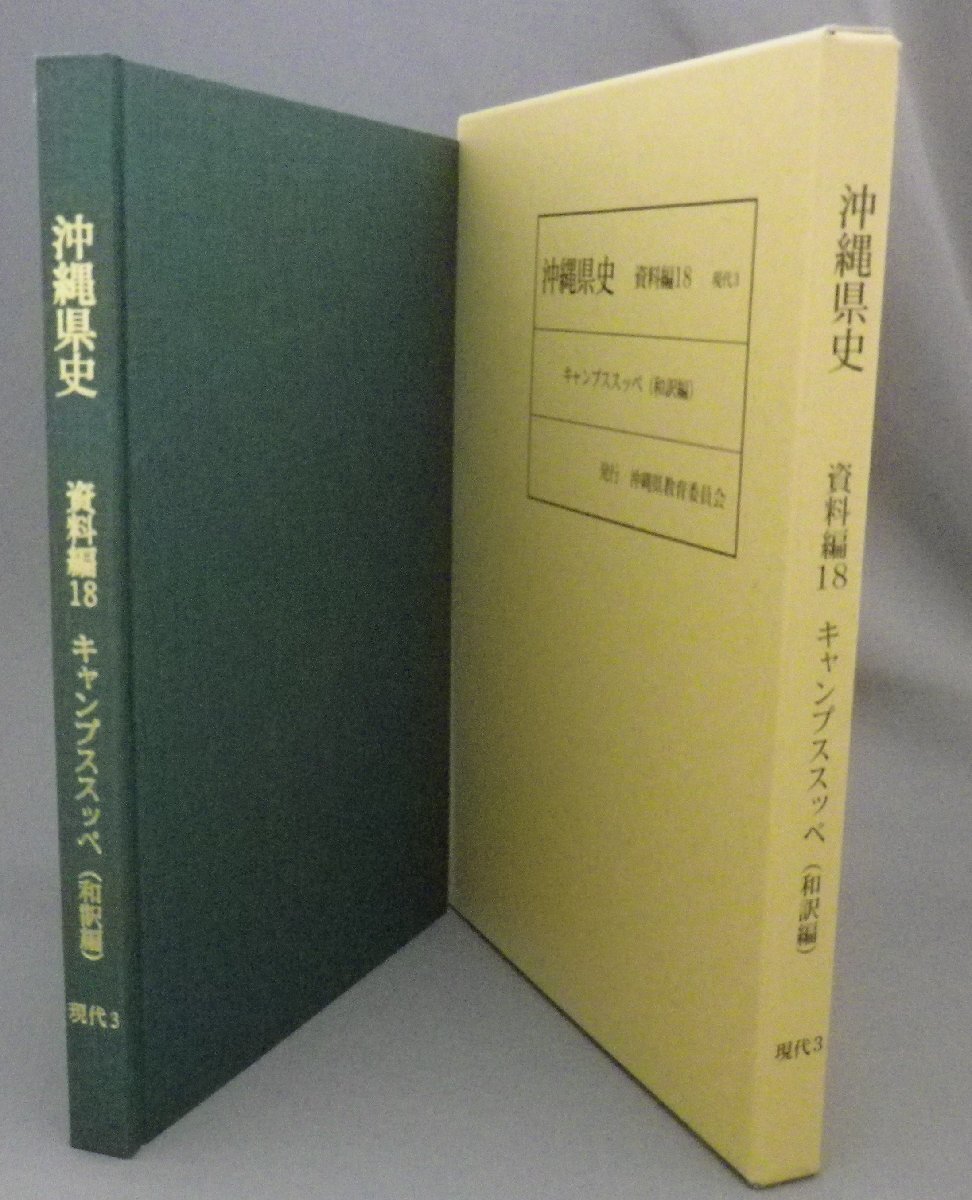 沖縄県史 資料編18 キャンプススッペ(和訳編) 現代3
沖縄県史 資料編18 現代3
キャンプススッペ(和訳編)
発行 沖縄県教育委員会
沖縄県史 資料編18 キャンプススッペ(和訳編) 現代3